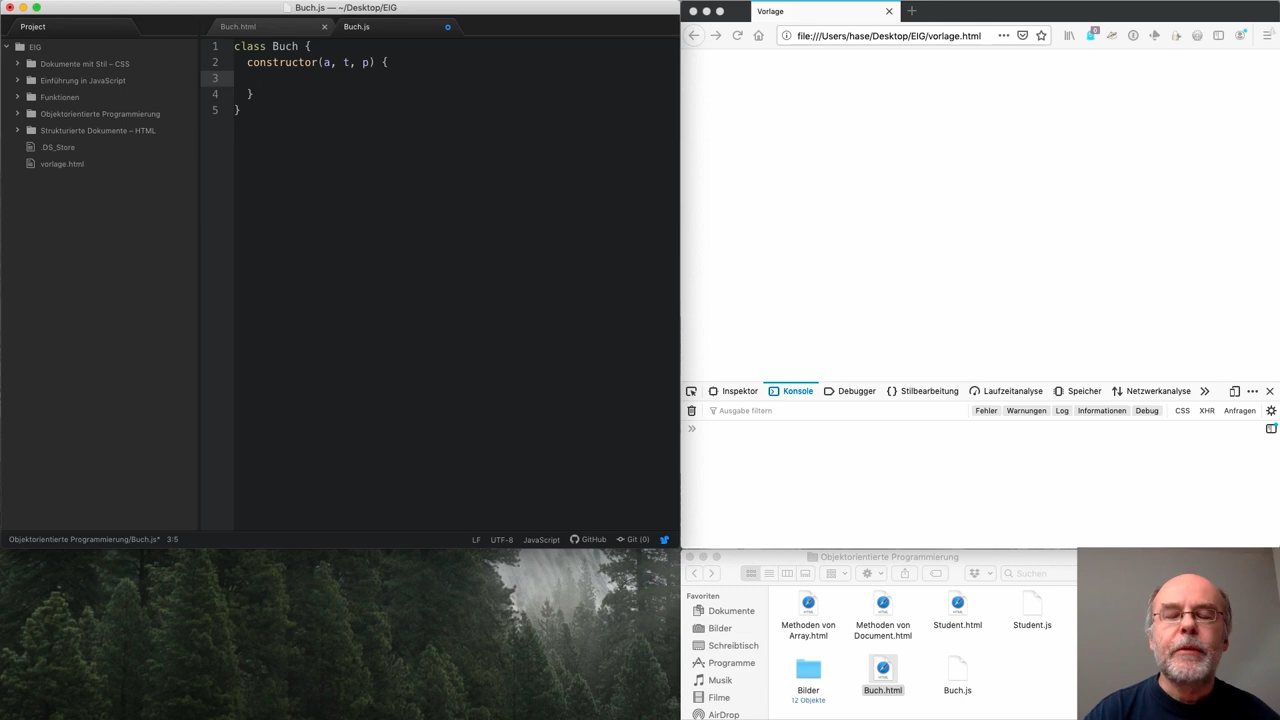 Buch.js — ~/Desktop/EIG
Project
Buch.html
Buch.js
EIG
Dokumente mit Stil – CSS
Einführung in JavaScript
Funktionen
Objektorientierte Programmierung
Strukturierte Dokumente – HTML
.DS_Store
vorlage.html
1 class Buch {
2 constructor(a, t, p) {
3
4 }
5 }
Objektorientierte Programmierung/Buch.js* 3:5 LF UTF-8 JavaScript GitHub Git (0)
Vorlage
file:///Users/hase/Desktop/EIG/vorlage.html
0
Inspektor Konsole Debugger Stilbearbeitung Laufzeitanalyse Speicher Netzwerkanalyse
Ausgabe filtern Fehler Warnungen Log Informationen Debug CSS XHR Anfragen
Objektorientierte Programmierung
Suchen
Favoriten
Dokumente
Bilder
Schreibtisch
Programme
Musik
Filme
AirDrop
HTML HTML HTML
Methoden von Array.html
Methoden von Document.html
Student.html
Student.js
HTML
Bilder
12 Objekte
Buch.html
Buch.js